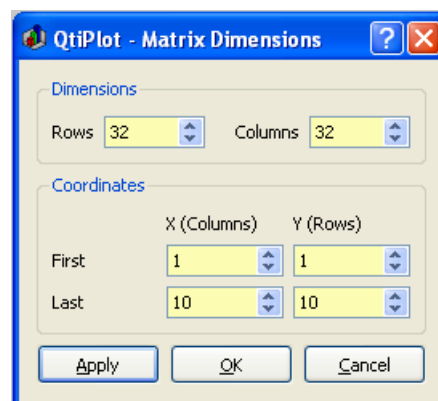 QtiPlot - Matrix Dimensions
Dimensions
Rows 32 Columns 32
Coordinates
X (Columns) Y (Rows)
First 1 1
Last 10 10
Apply OK Cancel